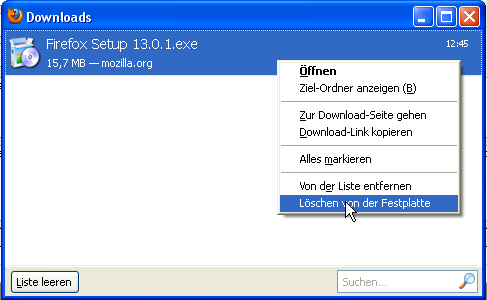 Downloads
Firefox Setup 13.0.1.exe 12:45
15,7 MB — mozilla.org
Öffnen
Ziel-Ordner anzeigen (B)
Zur Download-Seite gehen
Download-Link kopieren
Alles markieren
Von der Liste entfernen
Löschen von der Festplatte
Liste leeren Suchen...